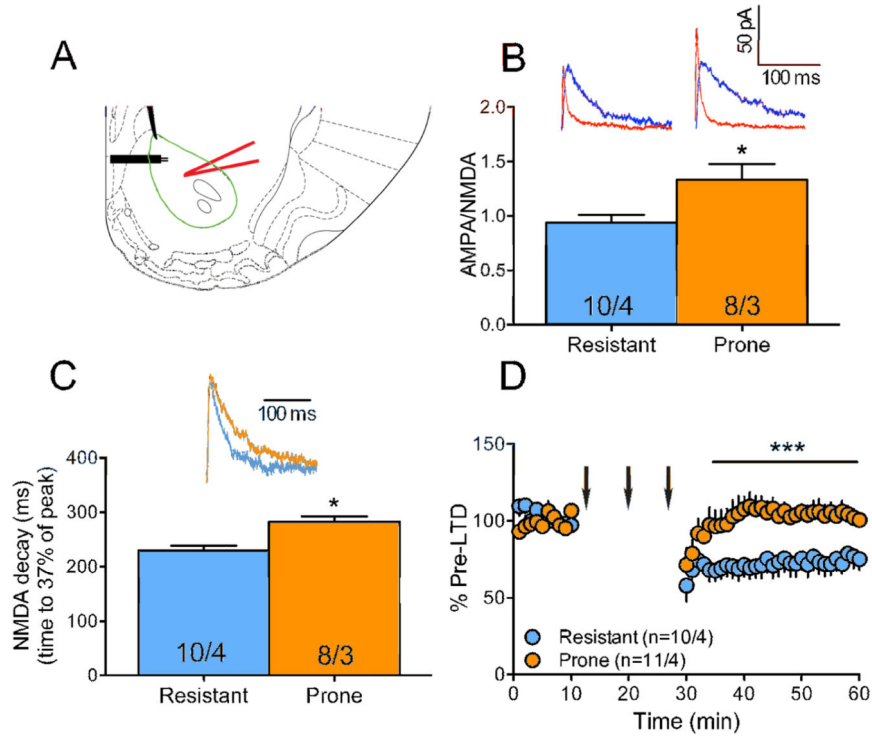 A
B
50 pA
100 ms
AMPA/NMDA
2.0
1.5
1.0
0.5
0.0
*
10/4
8/3
Resistant
Prone
C
100 ms
NMDA decay (ms)
(time to 37% of peak)
400
300
200
100
0
*
10/4
8/3
Resistant
Prone
D
% Pre-LTD
150
100
50
0
***
Resistant (n=10/4)
Prone (n=11/4)
0
10
20
30
40
50
60
Time (min)